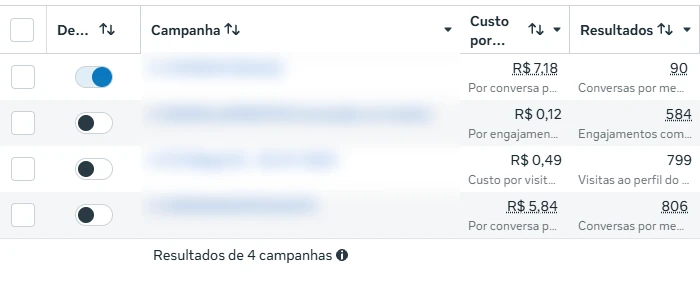 De... Campanha Custo por... Resultados
R$ 7,18 90
Por conversa p... Conversas por me...
R$ 0,12 584
Por engajamen... Engajamentos com...
R$ 0,49 799
Custo por visit... Visitas ao perfil do ...
R$ 5,84 806
Por conversa p... Conversas por me...
Resultados de 4 campanhas